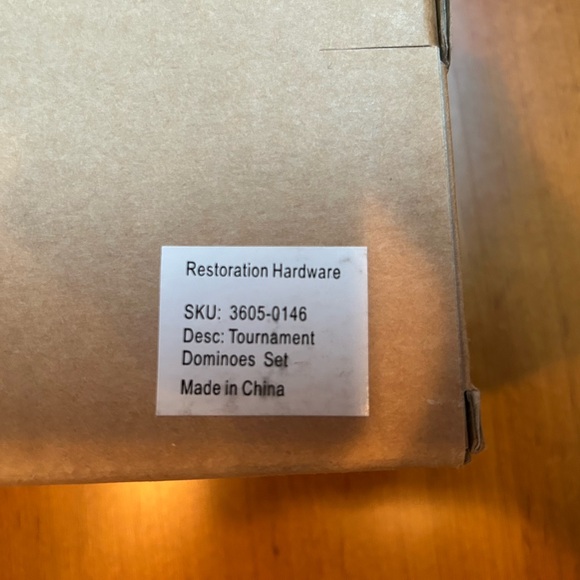 Restoration Hardware
SKU: 3605-0146
Desc: Tournament
Dominoes Set
Made in China